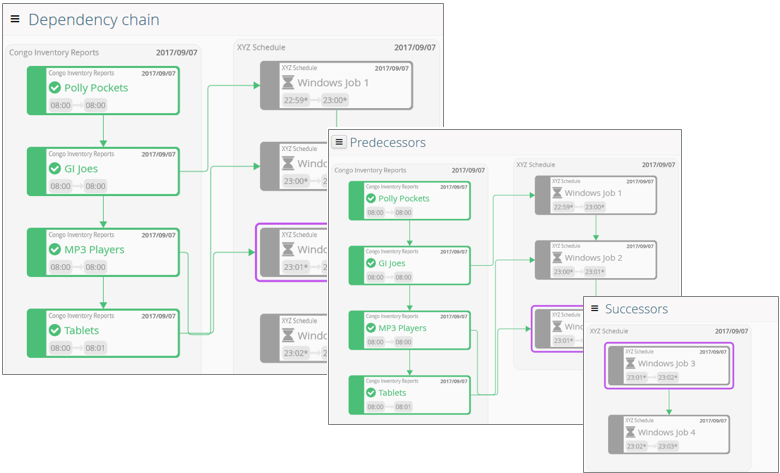 Dependency chain
Congo Inventory Reports 2017/09/07
Congo Inventory Reports 2017/09/07
Polly Pockets
08:00 08:00
Congo Inventory Reports 2017/09/07
GI Joes
08:00 08:00
Congo Inventory Reports 2017/09/07
MP3 Players
08:00 08:00
Congo Inventory Reports 2017/09/07
Tablets
08:00 08:01
XYZ Schedule 2017/09/07
XYZ Schedule 2017/09/07
Windows Job 1
22:59* 23:00*
XYZ Schedule
Windows
23:00* 2
XYZ Schedule
Windo
23:01* 2
XYZ Schedule
Windo
23:02* 2
Predecessors
Congo Inventory Reports 2017/09/07
Congo Inventory Reports 2017/09/07
Polly Pockets
08:00 08:00
Congo Inventory Reports 2017/09/07
GI Joes
08:00 08:00
Congo Inventory Reports 2017/09/07
MP3 Players
08:00 08:00
Congo Inventory Reports 2017/09/07
Tablets
08:00 08:01
XYZ Schedule 2017/09/07
XYZ Schedule 2017/09/07
Windows Job 1
22:59* 23:00*
XYZ Schedule 2017/09/07
Windows Job 2
23:00* 23:01*
XYZ Schedule
Wind
23:01*
Successors
XYZ Schedule 2017/09/07
XYZ Schedule 2017/09/07
Windows Job 3
23:01* 23:02*
XYZ Schedule 2017/09/07
Windows Job 4
23:02* 23:03*